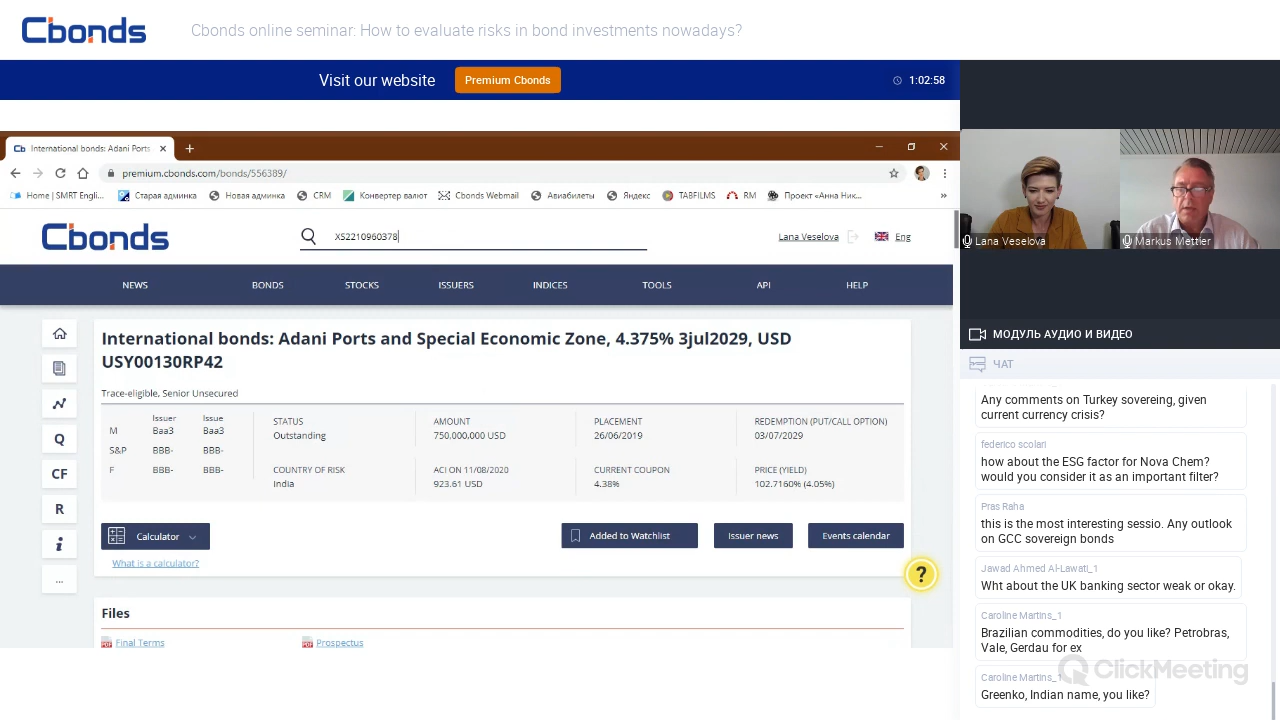 Cbonds
Cbonds online seminar: How to evaluate risks in bond investments nowadays?
Visit our website
Premium Cbonds
1:02:58
Cb International bonds: Adani Ports
premium.cbonds.com/bonds/556389/
Home | SMRT Engli...
Старая админка
Новая админка
CRM
Конвертер валют
Cbonds Webmail
Авиабилеты
Яндекс
TABFILMS
RM
Проект «Анна Ник...
»
Cbonds
XS2210960378
Lana Veselova
Eng
NEWS
BONDS
STOCKS
ISSUERS
INDICES
TOOLS
API
HELP
Q
CF
R
i
...
International bonds: Adani Ports and Special Economic Zone, 4.375% 3jul2029, USD
USY00130RP42
Trace-eligible, Senior Unsecured
Issuer Issue
M Baa3 Baa3
S&P BBB- BBB-
F BBB- BBB-
STATUS
Outstanding
COUNTRY OF RISK
India
AMOUNT
750,000,000 USD
ACI ON 11/08/2020
923.61 USD
PLACEMENT
26/06/2019
CURRENT COUPON
4.38%
REDEMPTION (PUT/CALL OPTION)
03/07/2029
PRICE (YIELD)
102.7160% (4.05%)
Calculator
What is a calculator?
Added to Watchlist
Issuer news
Events calendar
?
Files
PDF Final Terms
PDF Prospectus
Lana Veselova
Markus Mettler
МОДУЛЬ АУДИО И ВИДЕО
ЧАТ
Any comments on Turkey sovereing, given
current currency crisis?
federico scolari
how about the ESG factor for Nova Chem?
would you consider it as an important filter?
Pras Raha
this is the most interesting sessio. Any outlook
on GCC sovereign bonds
Jawad Ahmed Al-Lawati_1
Wht about the UK banking sector weak or okay.
Caroline Martins_1
Brazilian commodities, do you like? Petrobras,
Vale, Gerdau for ex
Caroline Martins_1
Greenko, Indian name, you like?
ClickMeeting